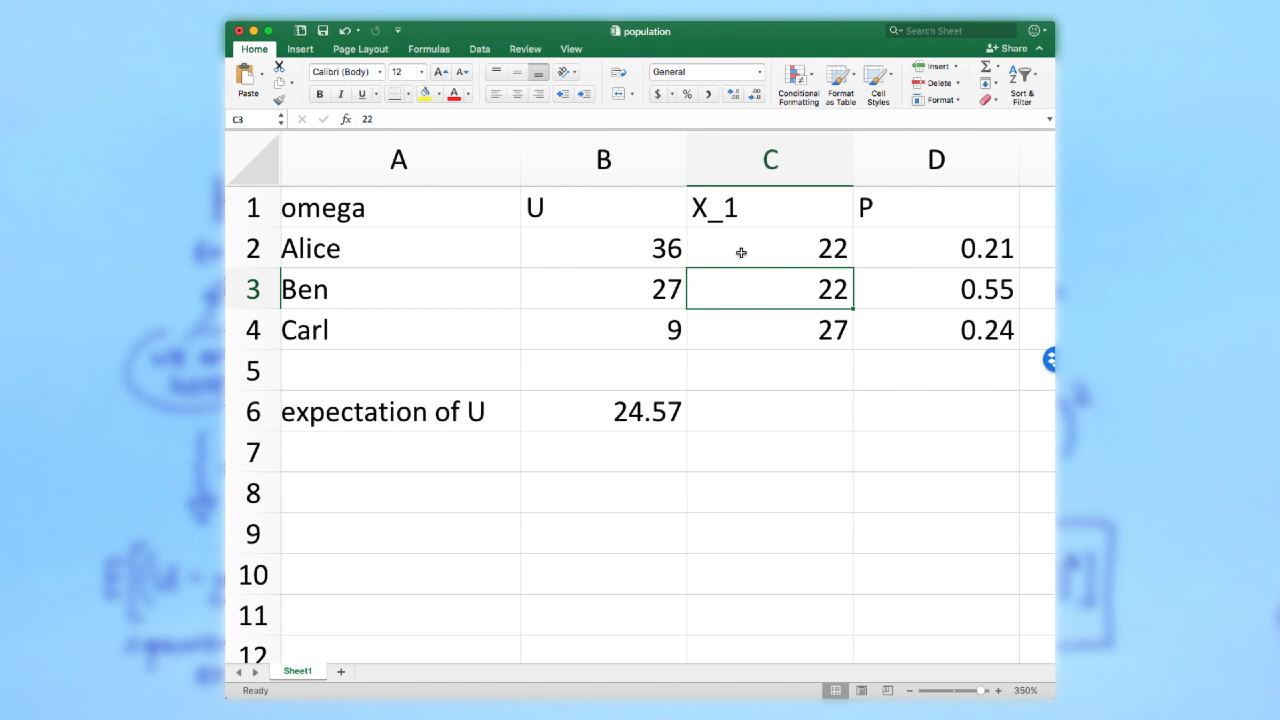 population
Search Sheet
Home Insert Page Layout Formulas Data Review View
Share
Paste
Calibri (Body) 12
General
B I U
$ % 
Conditional Formatting
Format as Table
Cell Styles
Insert
Delete
Format
Sort & Filter
C3 fx 22
A B C D
1 omega U X_1 P
2 Alice 36 22 0.21
3 Ben 27 22 0.55
4 Carl 9 27 0.24
5
6 expectation of U 24.57
7
8
9
10
11
12
Sheet1
Ready 350%